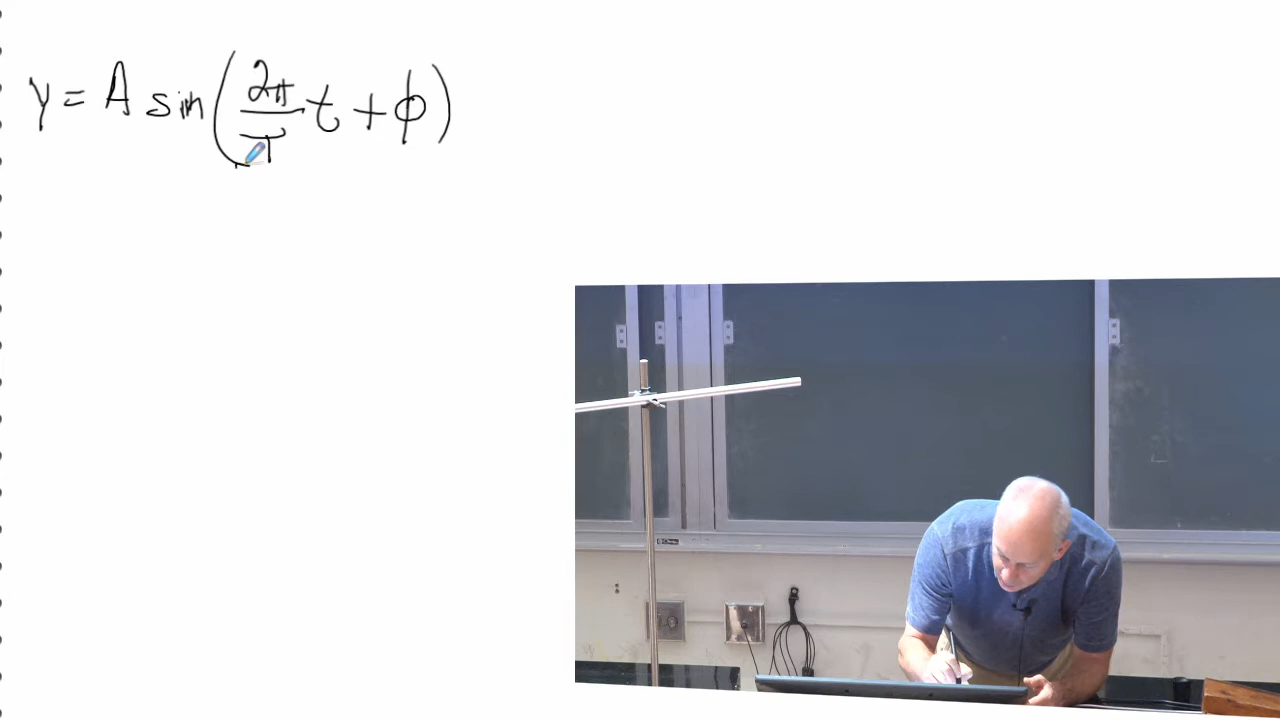 y = A sin(2π/T t + φ)